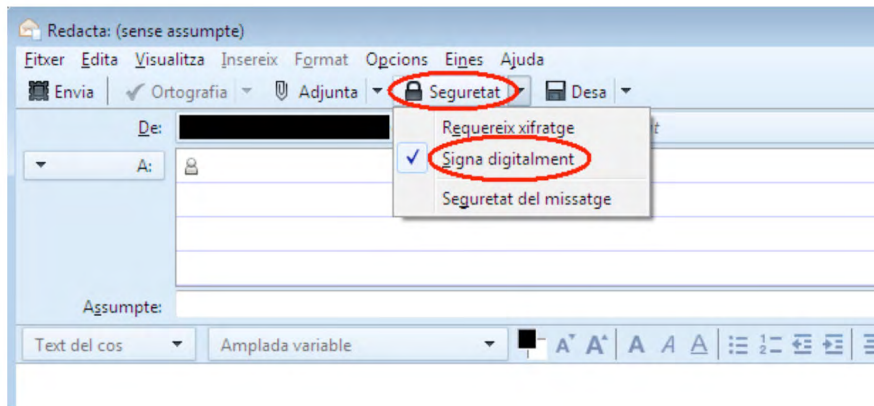 Redacta: (sense assumpte)
Fitxer Edita Visualitza Insereix Format Opcions Eines Ajuda
Envia Ortografia Adjunta Seguretat Desa
De:
Requereix xifratge
A:
Signa digitalment
Seguretat del missatge
Assumpte:
Text del cos Amplada variable